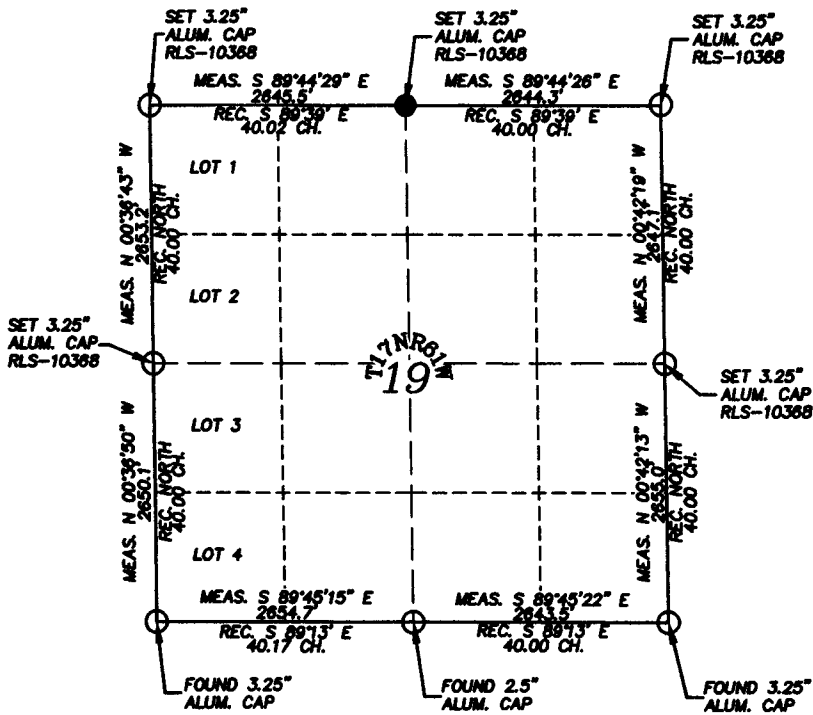 SET 3.25"
ALUM. CAP
RLS-10368
SET 3.25"
ALUM. CAP
RLS-10368
SET 3.25"
ALUM. CAP
RLS-10368
MEAS. S 89°44'29" E
2645.5'
REC. S 89°39' E
40.02 CH.
MEAS. S 89°44'26" E
2644.3'
REC. S 89°39' E
40.00 CH.
LOT 1
MEAS. N 00°36'43" W
2653.2'
REC. NORTH
40.00 CH.
MEAS. N 00°42'19" W
2647.1'
REC. NORTH
40.00 CH.
LOT 2
SET 3.25"
ALUM. CAP
RLS-10368
T17NR61W
19
SET 3.25"
ALUM. CAP
RLS-10368
LOT 3
MEAS. N 00°36'50" W
2650.1'
REC. NORTH
40.00 CH.
MEAS. N 00°42'13" W
2655.0'
REC. NORTH
40.00 CH.
LOT 4
MEAS. S 89°45'15" E
2654.7'
REC. S 89°13' E
40.17 CH.
MEAS. S 89°45'22" E
2643.5'
REC. S 89°13' E
40.00 CH.
FOUND 3.25"
ALUM. CAP
FOUND 2.5"
ALUM. CAP
FOUND 3.25"
ALUM. CAP